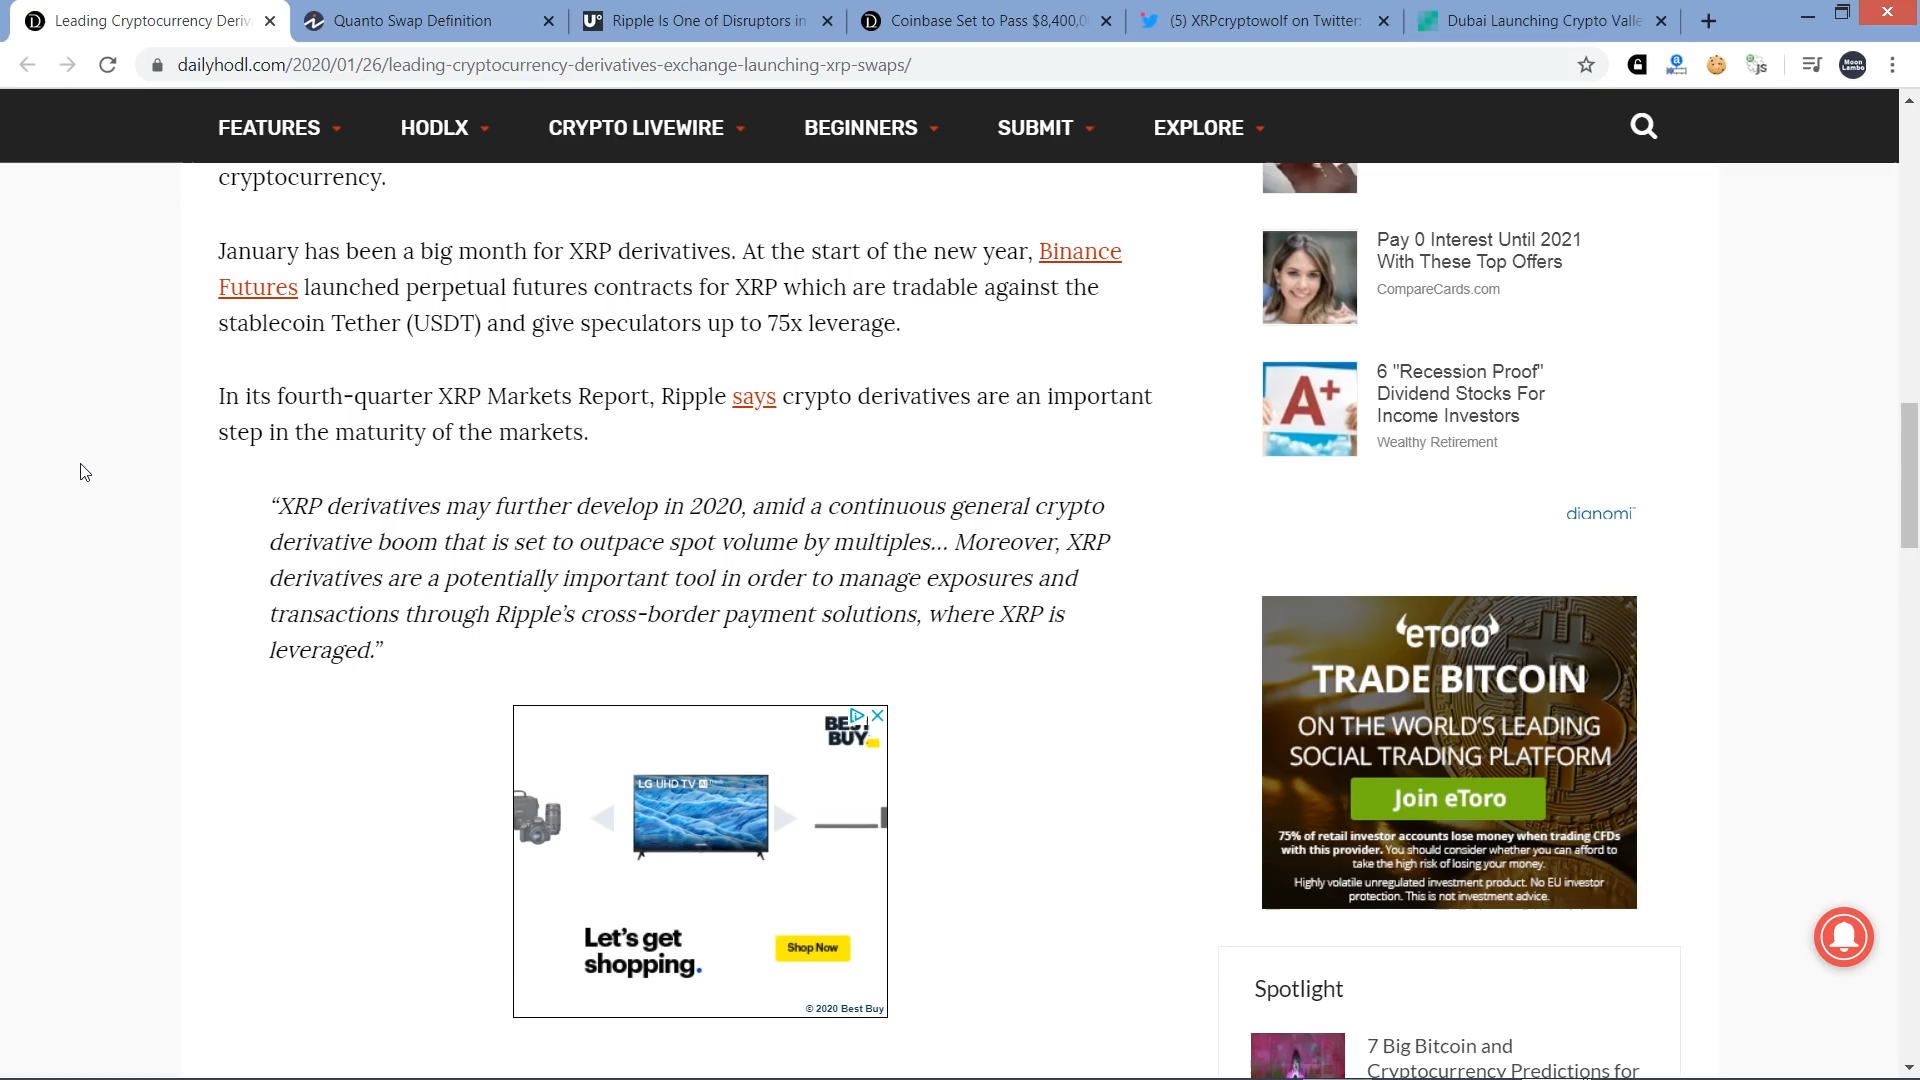 Leading Cryptocurrency Deriv
Quanto Swap Definition
Ripple Is One of Disruptors in
Coinbase Set to Pass $8,400,0
(5) XRPcryptowolf on Twitter:
Dubai Launching Crypto Valle
dailyhodl.com/2020/01/26/leading-cryptocurrency-derivatives-exchange-launching-xrp-swaps/
Moon
Lambo
FEATURES
HODLX
CRYPTO LIVEWIRE
BEGINNERS
SUBMIT
EXPLORE
cryptocurrency.
January has been a big month for XRP derivatives. At the start of the new year, Binance
Futures launched perpetual futures contracts for XRP which are tradable against the
stablecoin Tether (USDT) and give speculators up to 75x leverage.
In its fourth-quarter XRP Markets Report, Ripple says crypto derivatives are an important
step in the maturity of the markets.
“XRP derivatives may further develop in 2020, amid a continuous general crypto
derivative boom that is set to outpace spot volume by multiples… Moreover, XRP
derivatives are a potentially important tool in order to manage exposures and
transactions through Ripple’s cross-border payment solutions, where XRP is
leveraged.”
BEST
BUY
LG UHD TV AI
Let's get
shopping.
Shop Now
© 2020 Best Buy
Pay 0 Interest Until 2021
With These Top Offers
CompareCards.com
A+
6 "Recession Proof"
Dividend Stocks For
Income Investors
Wealthy Retirement
dianomi
eToro
TRADE BITCOIN
ON THE WORLD'S LEADING
SOCIAL TRADING PLATFORM
Join eToro
75% of retail investor accounts lose money when trading CFDs
with this provider. You should consider whether you can afford to
take the high risk of losing your money.
Highly volatile unregulated investment product. No EU investor
protection. This is not investment advice.
Spotlight
7 Big Bitcoin and
Cryptocurrency Predictions for